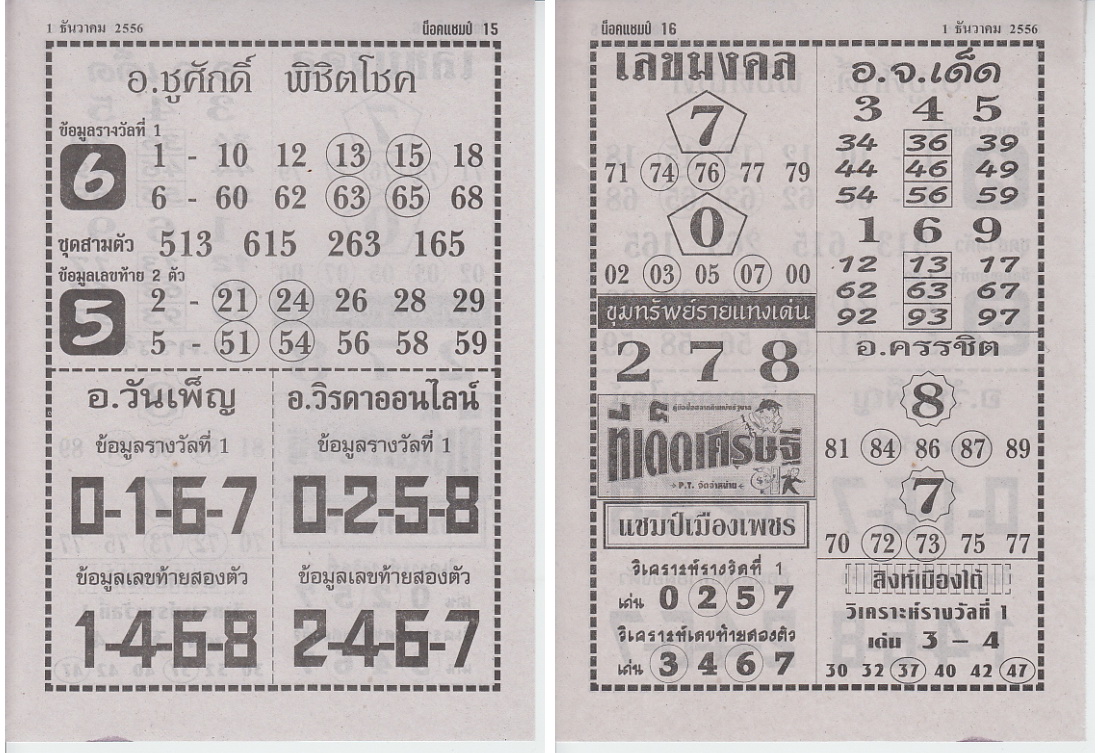 1 ธันวาคม 2556
น็อคแชมป์ 15
อ.ชูศักดิ์ พิชิตโชค
ข้อมูลรางวัลที่ 1
6
1 - 10 12 13 15 18
6 - 60 62 63 65 68
ชุดสามตัว 513 615 263 165
ข้อมูลเลขท้าย 2 ตัว
5
2 - 21 24 26 28 29
5 - 51 54 56 58 59
อ.วันเพ็ญ
ข้อมูลรางวัลที่ 1
0-1-6-7
ข้อมูลเลขท้ายสองตัว
1-4-6-8
อ.วิรดาออนไลน์
ข้อมูลรางวัลที่ 1
0-2-5-8
ข้อมูลเลขท้ายสองตัว
2-4-6-7
น็อคแชมป์ 16
1 ธันวาคม 2556
เลขมงคล
7
71 74 76 77 79
0
02 03 05 07 00
ขุมทรัพย์รายแทงเด่น
2 7 8
ที่นี่
คู่มือ
ที่เด็ดเศรษฐี
P.T. จัดจำหน่าย
แชมป์เมืองเพชร
วิเคราะห์รางวัลที่ 1
เด่น 0 2 5 7
วิเคราะห์เลขท้ายสองตัว
เด่น 3 4 6 7
อ.จ.เด็ด
3 4 5
34 36 39
44 46 49
54 56 59
1 6 9
12 13 17
62 63 67
92 93 97
อ.ครรชิต
8
81 84 86 87 89
7
70 72 73 75 77
สิงห์เมืองใต้
วิเคราะห์รางวัลที่ 1
เด่น 3 - 4
30 32 37 40 42 47